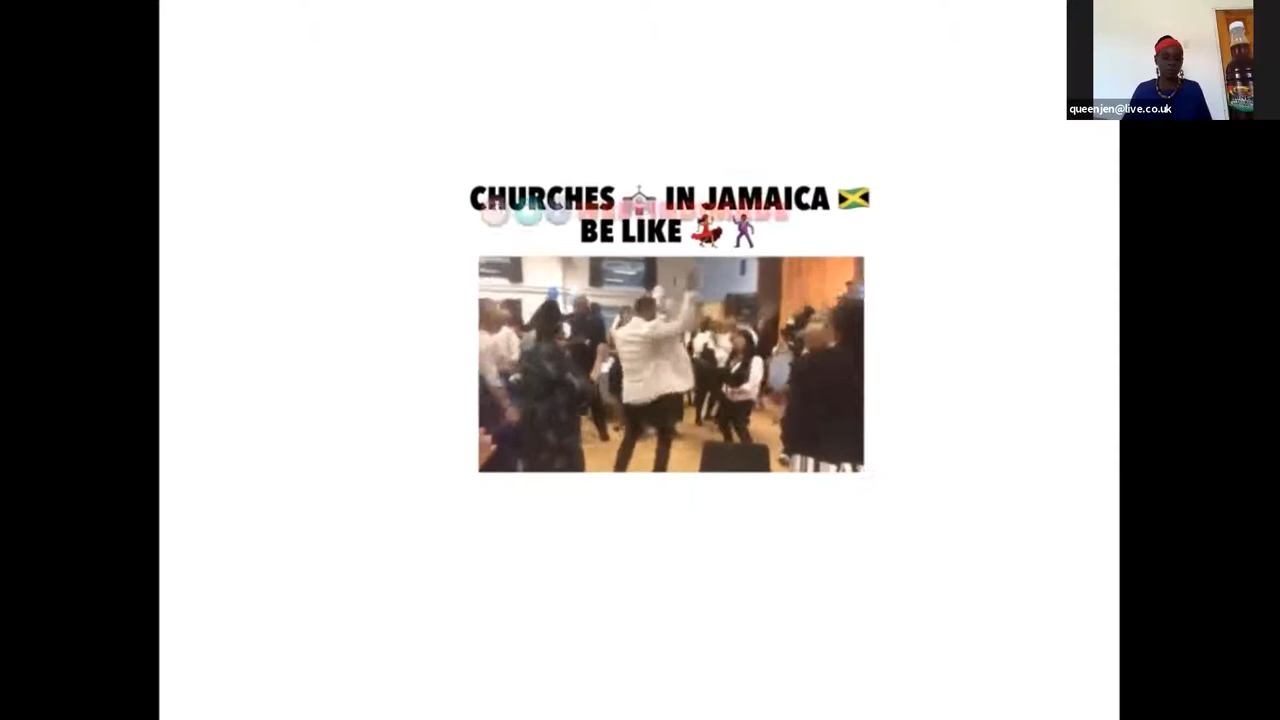 queenjen@live.co.uk
CHURCHES ⛪ IN JAMAICA 🇯🇲
BE LIKE 💃🕺